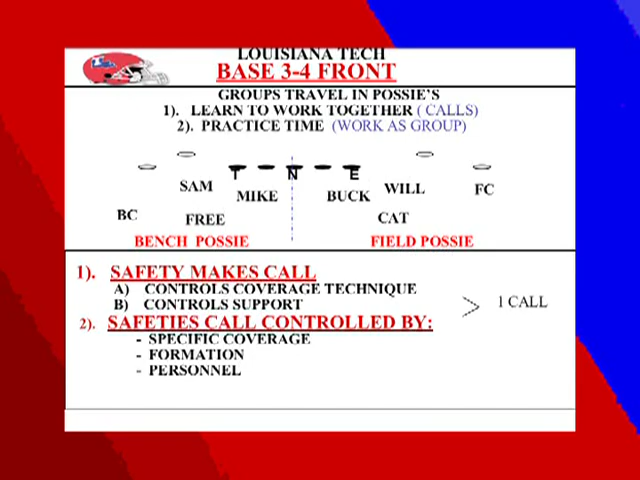 LOUISIANA TECH
BASE 3-4 FRONT
GROUPS TRAVEL IN POSSIE'S
1). LEARN TO WORK TOGETHER ( CALLS)
2). PRACTICE TIME (WORK AS GROUP)
T N E
SAM MIKE BUCK WILL FC
BC FREE CAT
BENCH POSSIE FIELD POSSIE
1). SAFETY MAKES CALL
A) CONTROLS COVERAGE TECHNIQUE
B) CONTROLS SUPPORT
> 1 CALL
2). SAFETIES CALL CONTROLLED BY:
- SPECIFIC COVERAGE
- FORMATION
- PERSONNEL